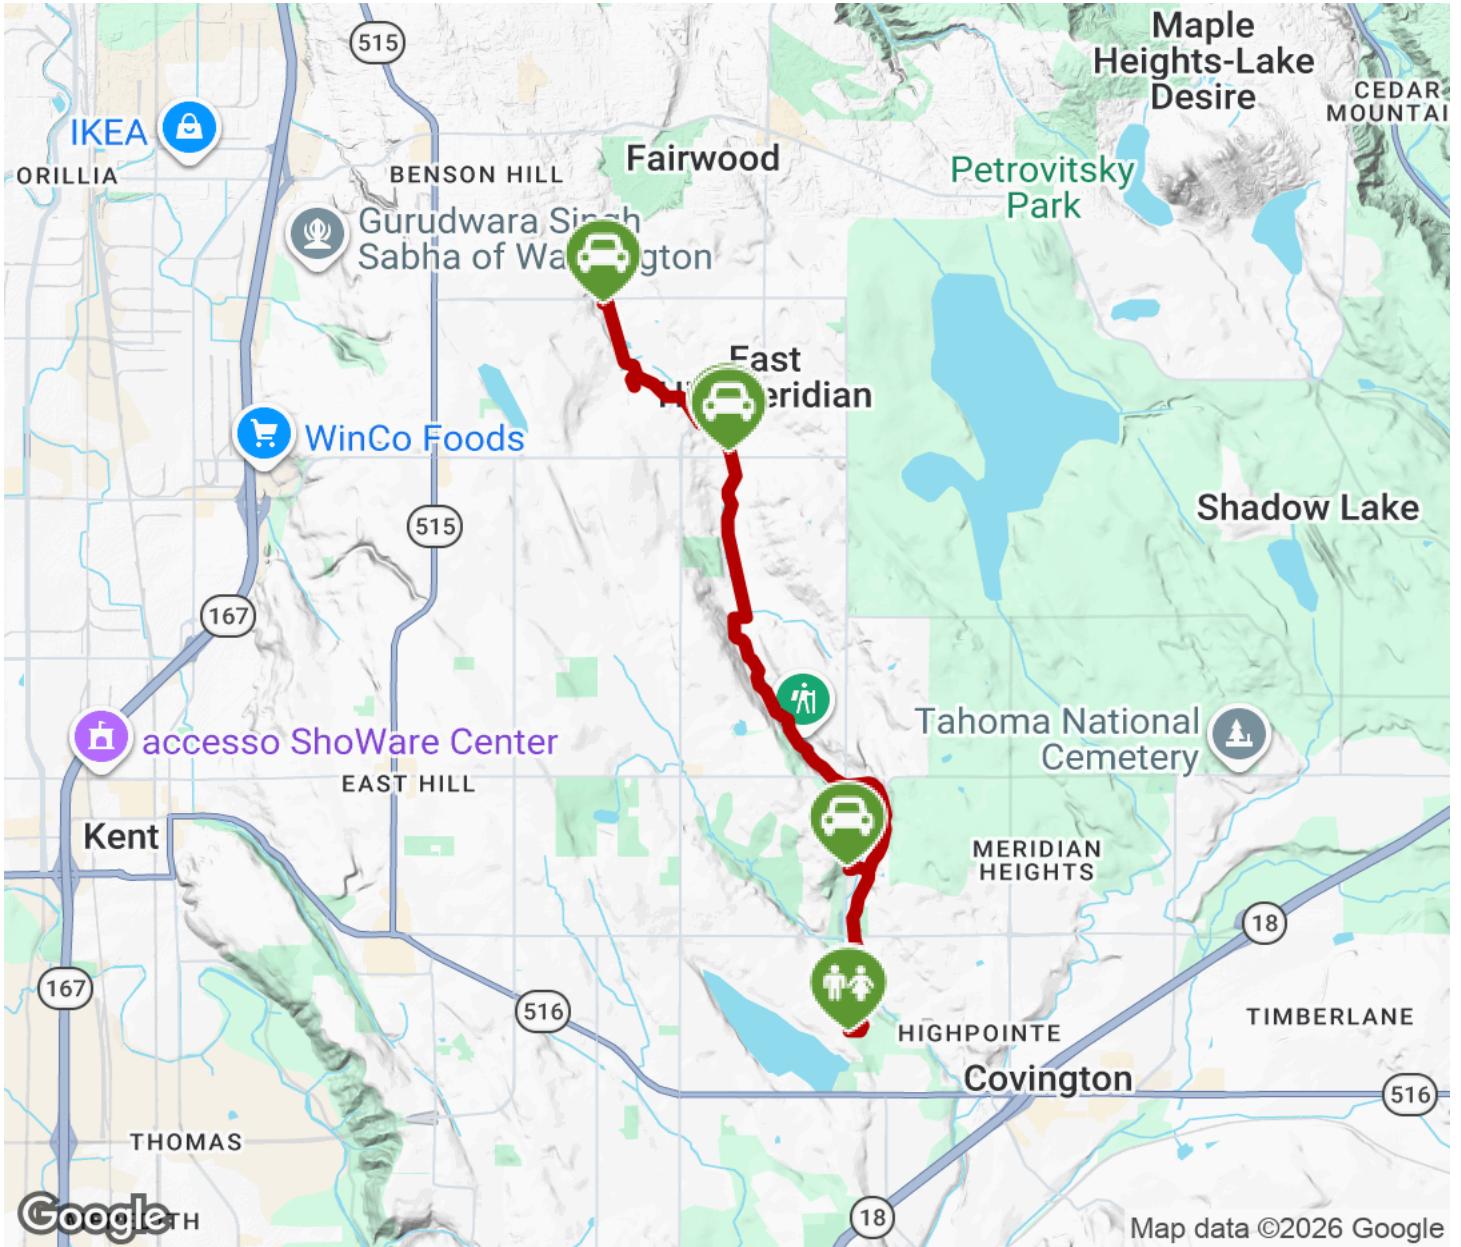 515
Maple
Heights-Lake
Desire
CEDAR
MOUNTAI
IKEA
ORILLIA
BENSON HILL
Fairwood
Petrovitsky
Park
Gurudwara Singh
Sabha of Wa gton
East
H eridian
WinCo Foods
515
Shadow Lake
167
Tahoma National
Cemetery
accesso ShoWare Center
EAST HILL
Kent
MERIDIAN
HEIGHTS
18
167
516
HIGHPOINTE
TIMBERLANE
Covington
516
THOMAS
18
Google
Map data ©2026 Google